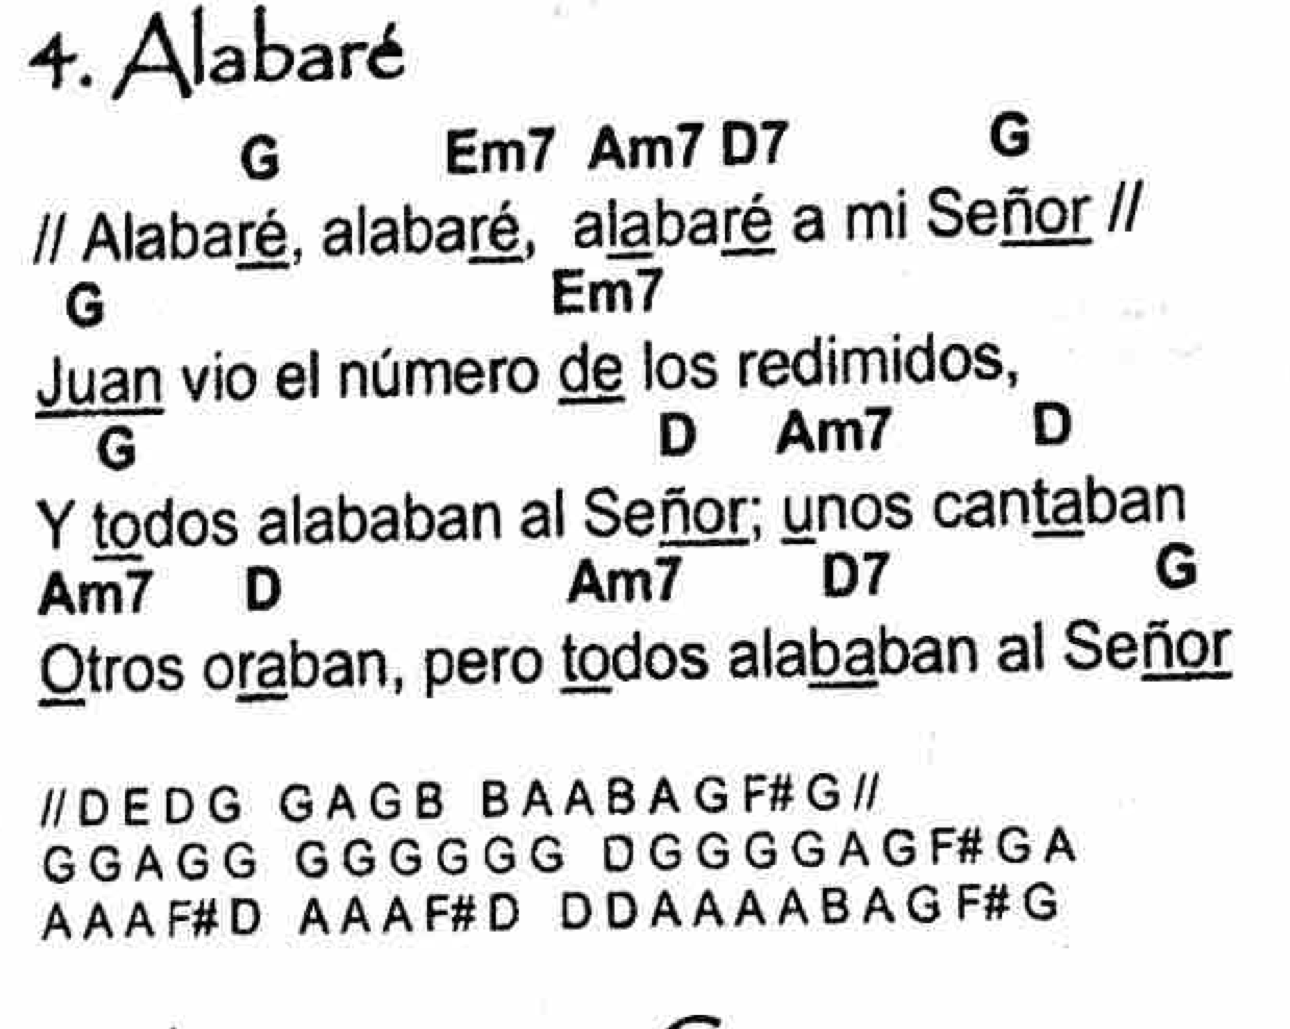 4. Alabaré
G Em7 Am7 D7 G
// Alabaré, alabaré, alabaré a mi Señor //
G Em7
Juan vio el número de los redimidos,
G D Am7 D
Y todos alababan al Señor; unos cantaban
Am7 D Am7 D7 G
Otros oraban, pero todos alababan al Señor
// D E D G G A G B B A A B A G F# G //
G G A G G G G G G G G D G G G G A G F# G A
A A A F# D A A A F# D D D A A A A B A G F# G